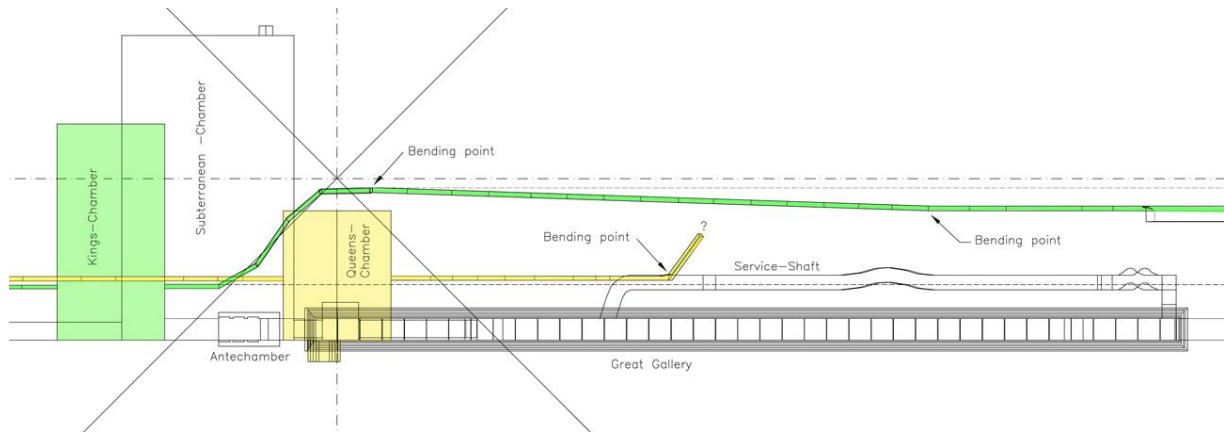 Kings-Chamber
Subterranean -Chamber
Bending point
Queens-
Chamber
?
Bending point
Bending point
Service-Shaft
Antechamber
Great Gallery